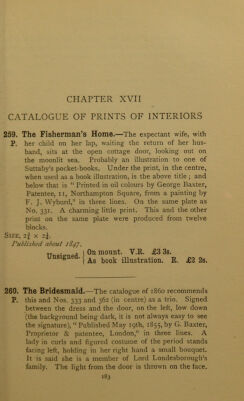 CHAPTER XVII
CATALOGUE OF PRINTS OF INTERIORS
259. The Fisherman's Home.—The expectant wife, with
P. her child on her lap, waiting the return of her hus-
band, sits at the open cottage door, looking out on
the moonlit sea. Probably an illustration to one of
Suttaby's pocket-books. Under the print, in the centre,
when used as a book illustration, is the above title; and
below that is "Printed in oil colours by George Baxter,
Patentee, 11, Northampton Square, from a painting by
F. J. Wyburd," in three lines. On the same plate as
No. 331. A charming little print. This and the other
print on the same plate were produced from twelve
blocks.
SIZE, 2¼ × 2¼.
Published about 1847.
Unsigned. { On mount. V.R. £3 3s.
As book illustration. R. £2 2s.
260. The Bridesmaid.—The catalogue of 1860 recommends
P. this and Nos. 333 and 362 (in centre) as a trio. Signed
between the dress and the door, on the left, low down
(the background being dark, it is not always easy to see
the signature), "Published May 19th, 1855, by G. Baxter,
Proprietor & patentee, London," in three lines. A
lady in curls and figured costume of the period stands
facing left, holding in her right hand a small bouquet.
It is said she is a member of Lord Londesborough's
family. The light from the door is thrown on the face.
183